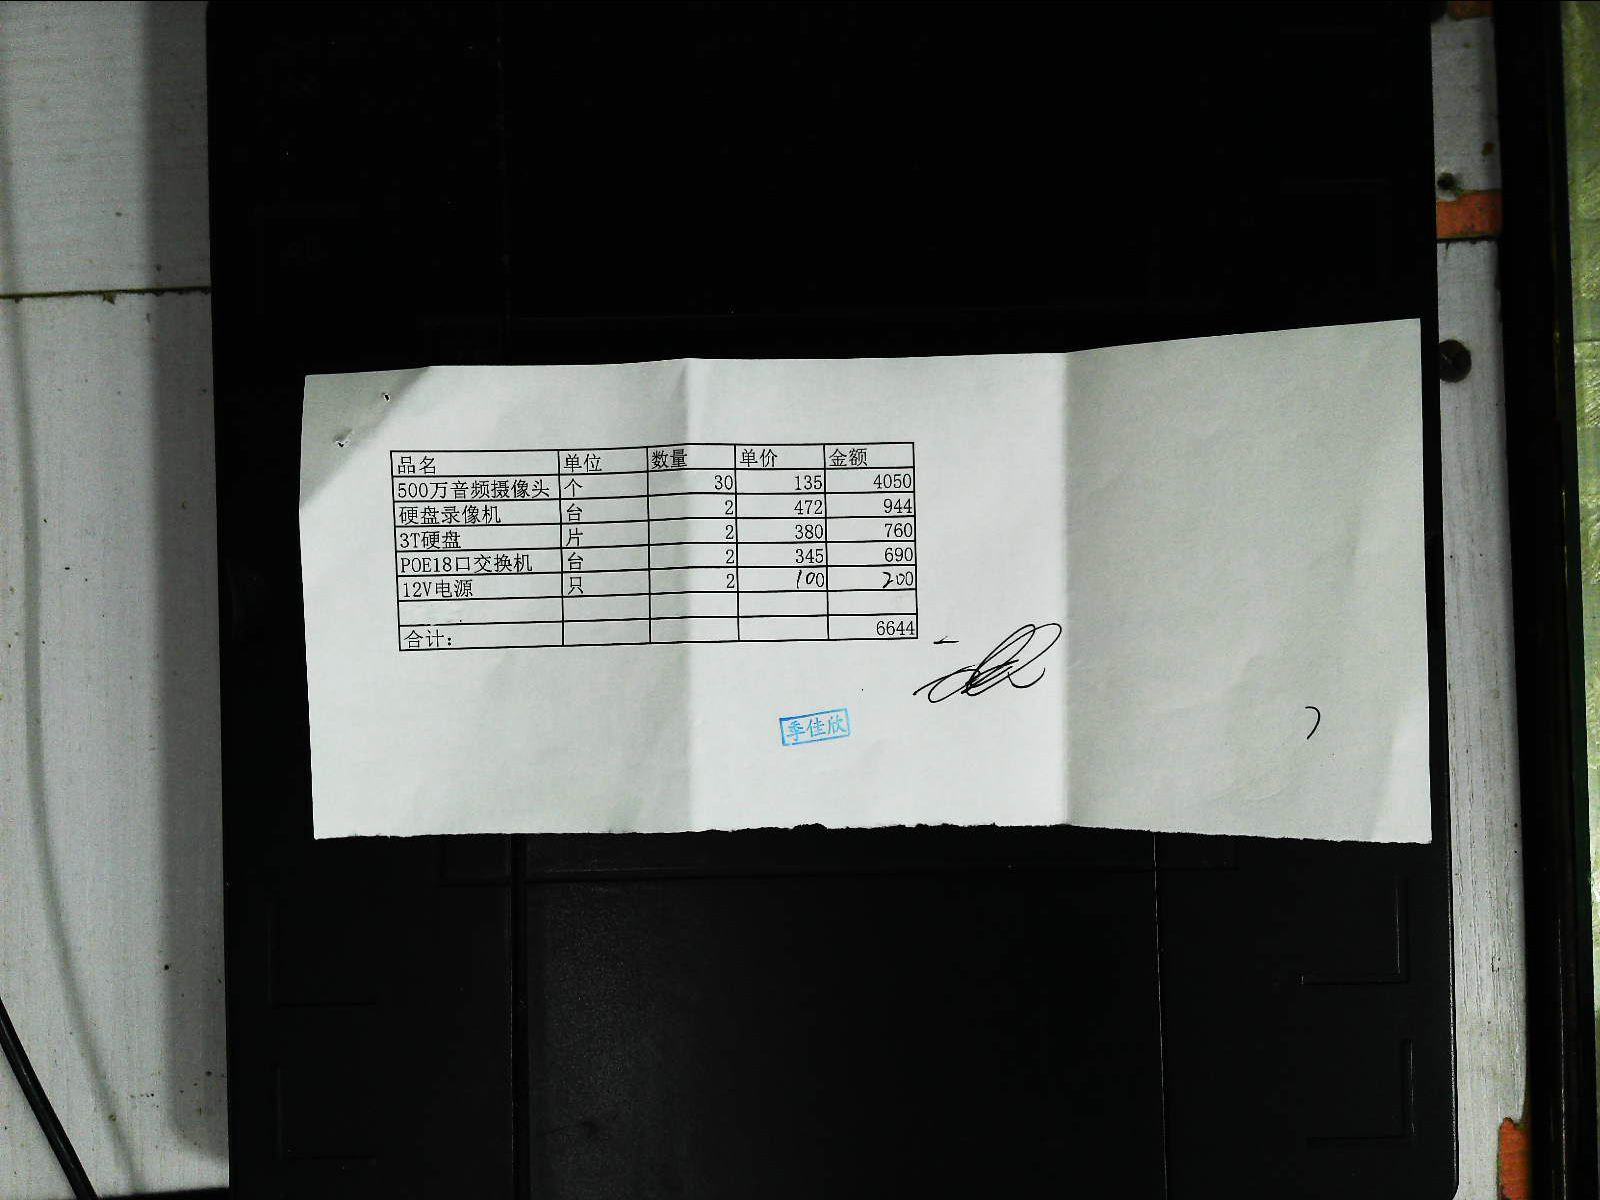 品名 单位 数量 单价 金额
500万音频摄像头 个 30 135 4050
硬盘录像机 台 2 472 944
3T硬盘 片 2 380 760
POE18口交换机 台 2 345 690
12V电源 只 2 100 200
合计： 6644
季佳欣